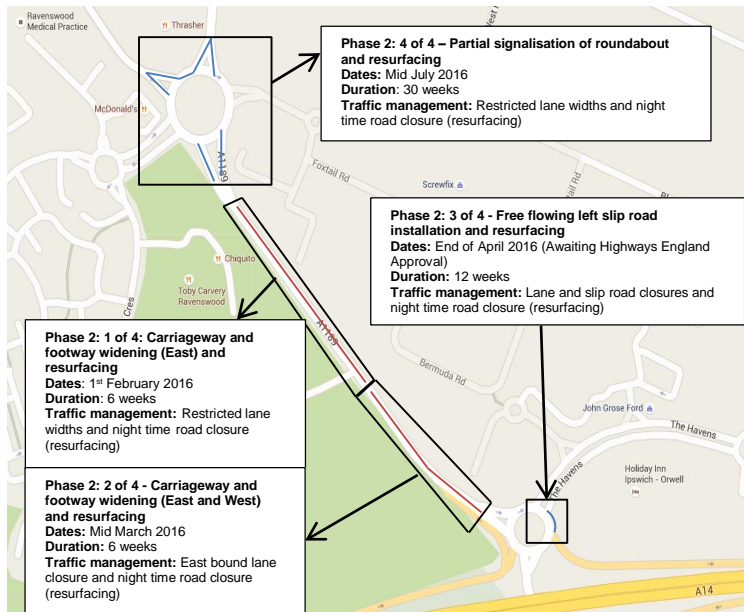 Ravenswood
Medical Practice
Thrasher
West
McDonald's
A1189
Foxtail Rd
Screwfix
tail Rd
Chiquito
Toby Carvery
Ravenswood
Cres
A1189
Bermuda Rd
John Grose Ford
The Havens
The Havens
Holiday Inn
Ipswich - Orwell
A14
Phase 2: 4 of 4 – Partial signalisation of roundabout
and resurfacing
Dates: Mid July 2016
Duration: 30 weeks
Traffic management: Restricted lane widths and night
time road closure (resurfacing)
Phase 2: 3 of 4 - Free flowing left slip road
installation and resurfacing
Dates: End of April 2016 (Awaiting Highways England
Approval)
Duration: 12 weeks
Traffic management: Lane and slip road closures and
night time road closure (resurfacing)
Phase 2: 1 of 4: Carriageway and
footway widening (East) and
resurfacing
Dates: 1st February 2016
Duration: 6 weeks
Traffic management: Restricted lane
widths and night time road closure
(resurfacing)
Phase 2: 2 of 4 - Carriageway and
footway widening (East and West)
and resurfacing
Dates: Mid March 2016
Duration: 6 weeks
Traffic management: East bound lane
closure and night time road closure
(resurfacing)